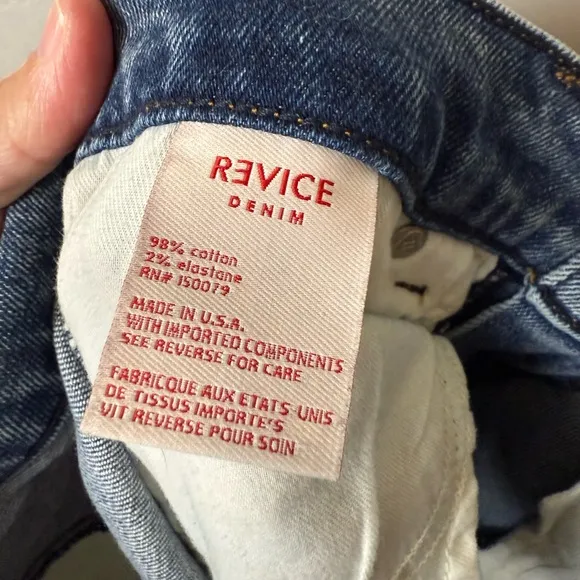 RƎVICE
DENIM
98% cotton
2% elastane
RN# 150079
MADE IN U.S.A.
WITH IMPORTED COMPONENTS
SEE REVERSE FOR CARE
FABRICQUE AUX ETATS-UNIS
DE TISSUS IMPORTE'S
VIT REVERSE POUR SOIN